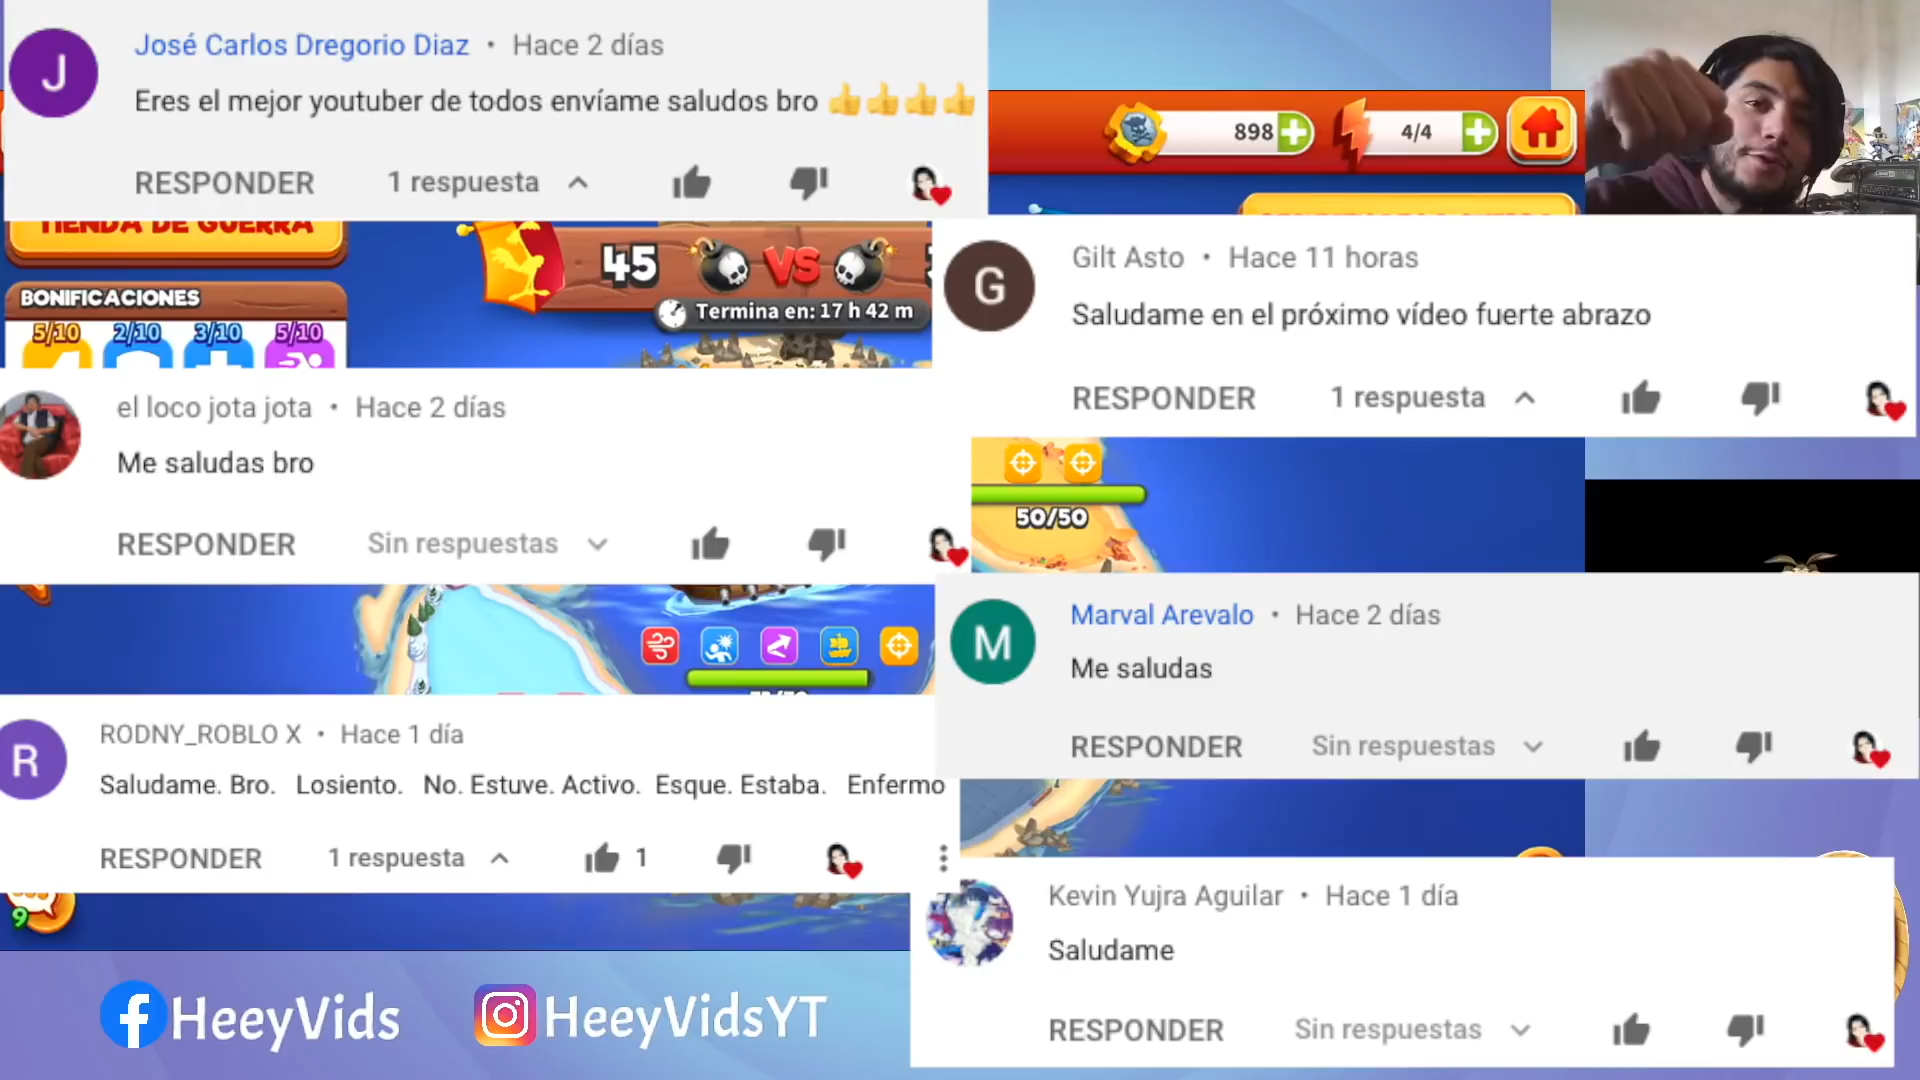 J
José Carlos Dregorio Diaz • Hace 2 días
Eres el mejor youtuber de todos envíame saludos bro 👍👍👍👍
RESPONDER 1 respuesta
898
4/4
TIENDA DE GUERRA
BONIFICACIONES
5/10 2/10 3/10 5/10
45 VS
Termina en: 17 h 42 m
G
Gilt Asto • Hace 11 horas
Saludame en el próximo vídeo fuerte abrazo
RESPONDER 1 respuesta
el loco jota jota • Hace 2 días
Me saludas bro
RESPONDER Sin respuestas
50/50
M
Marval Arevalo • Hace 2 días
Me saludas
RESPONDER Sin respuestas
R
RODNY_ROBLO X • Hace 1 día
Saludame. Bro. Losiento. No. Estuve. Activo. Esque. Estaba. Enfermo
RESPONDER 1 respuesta 1
9
Kevin Yujra Aguilar • Hace 1 día
Saludame
RESPONDER Sin respuestas
HeeyVids
HeeyVidsYT